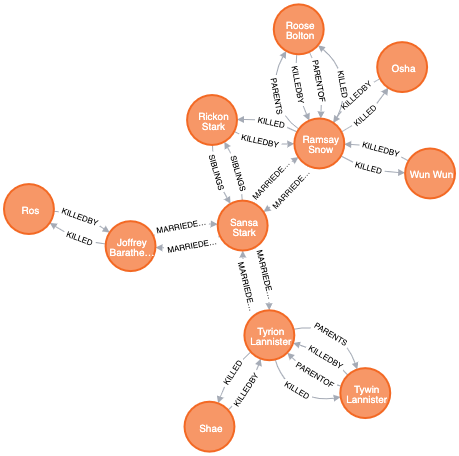 Roose
Bolton
Osha
PARENTS
KILLEDBY
PARENTOF
KILLED
KILLEDBY
KILLED
Rickon
Stark
KILLED
KILLEDBY
Ramsay
Snow
KILLEDBY
KILLED
Wun Wun
SIBLINGS
SIBLINGS
MARRIEDE...
MARRIEDE...
Ros
KILLEDBY
KILLED
Joffrey
Barathe...
MARRIEDE...
MARRIEDE...
Sansa
Stark
MARRIEDE...
MARRIEDE...
Tyrion
Lannister
PARENTS
KILLEDBY
PARENTOF
KILLED
Tywin
Lannister
KILLED
KILLEDBY
Shae